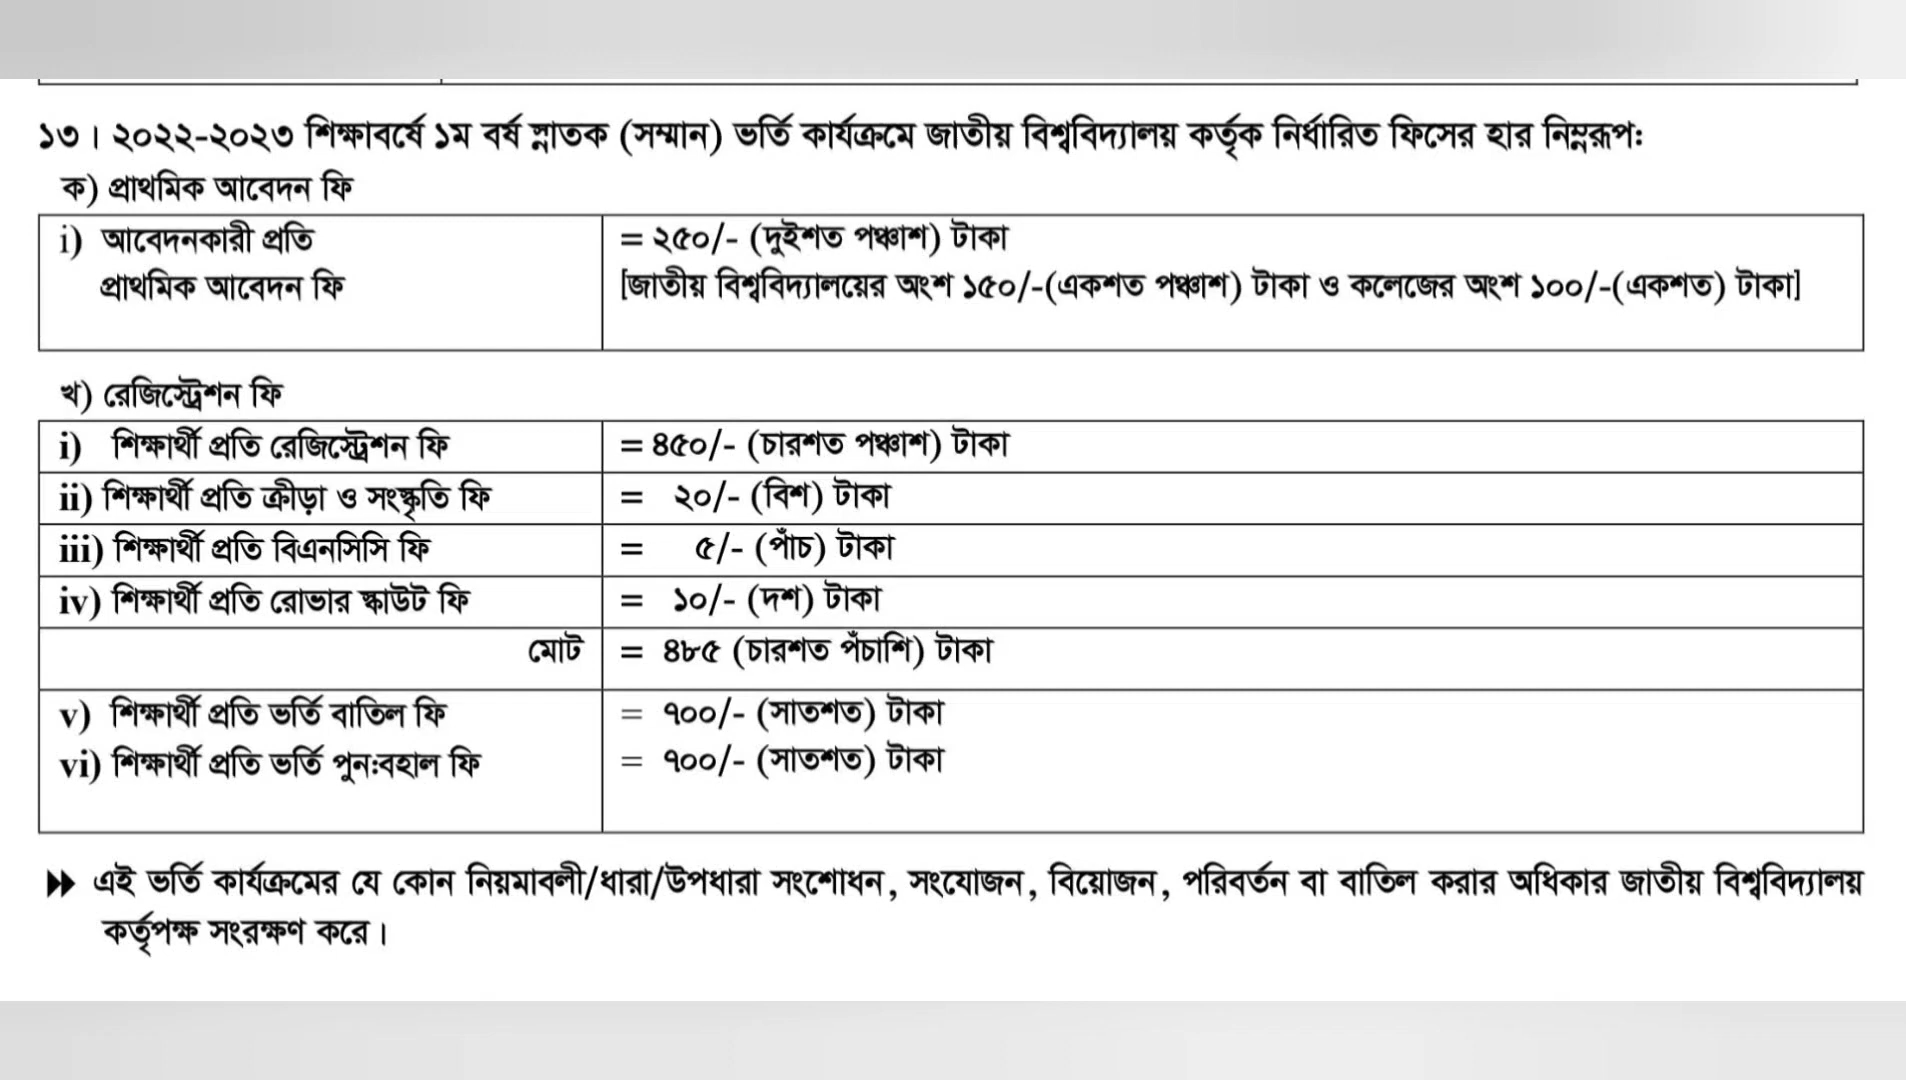 ১৩। ২০২২-২০২৩ শিক্ষাবর্ষে ১ম বর্ষ স্নাতক (সম্মান) ভর্তি কার্যক্রমে জাতীয় বিশ্ববিদ্যালয় কর্তৃক নির্ধারিত ফিসের হার নিম্নরূপঃ
ক) প্রাথমিক আবেদন ফি
i) আবেদনকারী প্রতি = ২৫০/- (দুইশত পঞ্চাশ) টাকা
প্রাথমিক আবেদন ফি [জাতীয় বিশ্ববিদ্যালয়ের অংশ ১৫০/-(একশত পঞ্চাশ) টাকা ও কলেজের অংশ ১০০/-(একশত) টাকা]
খ) রেজিস্ট্রেশন ফি
i) শিক্ষার্থী প্রতি রেজিস্ট্রেশন ফি = ৪৫০/- (চারশত পঞ্চাশ) টাকা
ii) শিক্ষার্থী প্রতি ক্রীড়া ও সংস্কৃতি ফি = ২০/- (বিশ) টাকা
iii) শিক্ষার্থী প্রতি বিএনসিসি ফি = ৫/- (পাঁচ) টাকা
iv) শিক্ষার্থী প্রতি রোভার স্কাউট ফি = ১০/- (দশ) টাকা
মোট = ৪৮৫ (চারশত পঁচাশি) টাকা
v) শিক্ষার্থী প্রতি ভর্তি বাতিল ফি = ৭০০/- (সাতশত) টাকা
vi) শিক্ষার্থী প্রতি ভর্তি পুনঃবহাল ফি = ৭০০/- (সাতশত) টাকা
এই ভর্তি কার্যক্রমের যে কোন নিয়মাবলী/ধারা/উপধারা সংশোধন, সংযোজন, বিয়োজন, পরিবর্তন বা বাতিল করার অধিকার জাতীয় বিশ্ববিদ্যালয়
কর্তৃপক্ষ সংরক্ষণ করে।